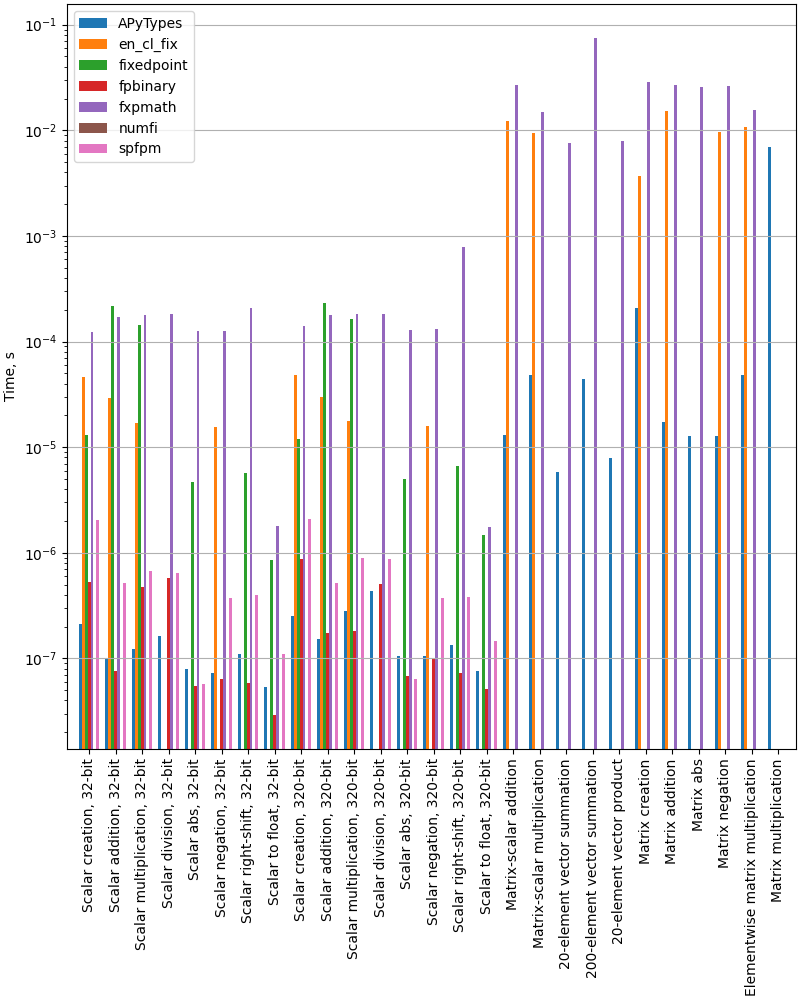 APyTypes
en_cl_fix
fixedpoint
fpbinary
fxpmath
numfi
spfpm
Time, s
10⁻¹
10⁻²
10⁻³
10⁻⁴
10⁻⁵
10⁻⁶
10⁻⁷
Scalar creation, 32-bit
Scalar addition, 32-bit
Scalar multiplication, 32-bit
Scalar division, 32-bit
Scalar abs, 32-bit
Scalar negation, 32-bit
Scalar right-shift, 32-bit
Scalar to float, 32-bit
Scalar creation, 320-bit
Scalar addition, 320-bit
Scalar multiplication, 320-bit
Scalar division, 320-bit
Scalar abs, 320-bit
Scalar negation, 320-bit
Scalar right-shift, 320-bit
Scalar to float, 320-bit
Matrix-scalar addition
Matrix-scalar multiplication
20-element vector summation
200-element vector summation
20-element vector product
Matrix creation
Matrix addition
Matrix abs
Matrix negation
Elementwise matrix multiplication
Matrix multiplication